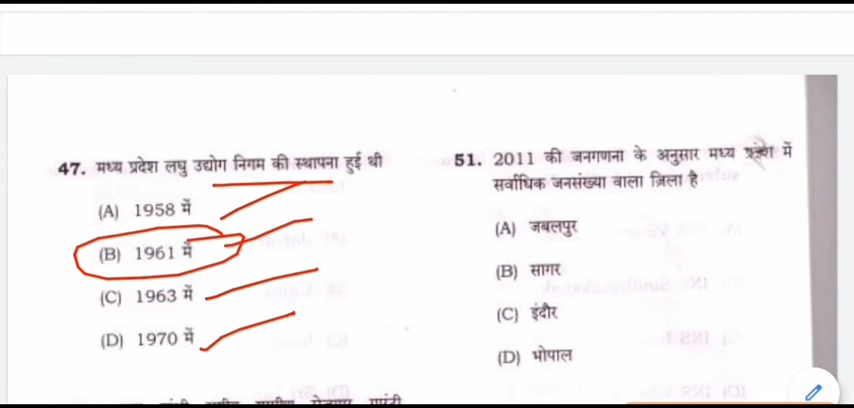 47. मध्य प्रदेश लघु उद्योग निगम की स्थापना हुई थी
(A) 1958 में
(B) 1961 में
(C) 1963 में
(D) 1970 में
51. 2011 की जनगणना के अनुसार मध्य प्रदेश में
सर्वाधिक जनसंख्या वाला ज़िला है
(A) जबलपुर
(B) सागर
(C) इंदौर
(D) भोपाल